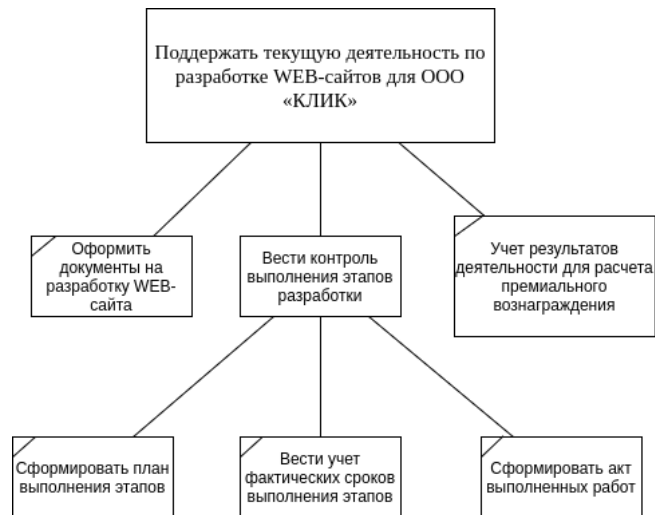 Поддержать текущую деятельность по
разработке WEB-сайтов для ООО
«КЛИК»
Оформить
документы на
разработку WEB-
сайта
Вести контроль
выполнения этапов
разработки
Учет результатов
деятельности для расчета
премиального
вознаграждения
Сформировать план
выполнения этапов
Вести учет
фактических сроков
выполнения этапов
Сформировать акт
выполненных работ